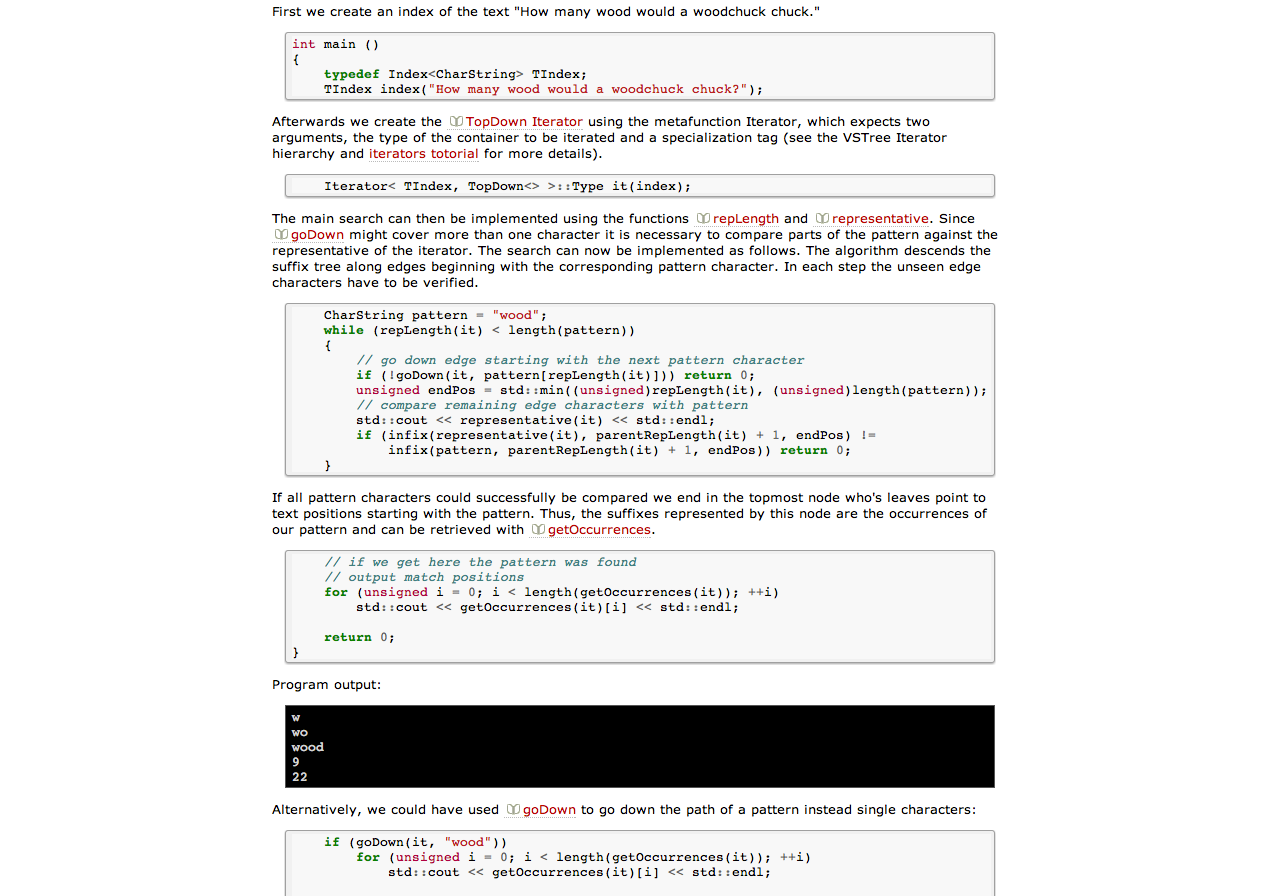 First we create an index of the text "How many wood would a woodchuck chuck."
int main ()
{
    typedef Index<CharString> TIndex;
    TIndex index("How many wood would a woodchuck chuck?");
Afterwards we create the TopDown Iterator using the metafunction Iterator, which expects two
arguments, the type of the container to be iterated and a specialization tag (see the VSTree Iterator
hierarchy and iterators totorial for more details).
    Iterator< TIndex, TopDown<> >::Type it(index);
The main search can then be implemented using the functions repLength and representative. Since
goDown might cover more than one character it is necessary to compare parts of the pattern against the
representative of the iterator. The search can now be implemented as follows. The algorithm descends the
suffix tree along edges beginning with the corresponding pattern character. In each step the unseen edge
characters have to be verified.
    CharString pattern = "wood";
    while (repLength(it) < length(pattern))
    {
        // go down edge starting with the next pattern character
        if (!goDown(it, pattern[repLength(it)])) return 0;
        unsigned endPos = std::min((unsigned)repLength(it), (unsigned)length(pattern));
        // compare remaining edge characters with pattern
        std::cout << representative(it) << std::endl;
        if (infix(representative(it), parentRepLength(it) + 1, endPos) !=
            infix(pattern, parentRepLength(it) + 1, endPos)) return 0;
    }
If all pattern characters could successfully be compared we end in the topmost node who's leaves point to
text positions starting with the pattern. Thus, the suffixes represented by this node are the occurrences of
our pattern and can be retrieved with getOccurrences.
    // if we get here the pattern was found
    // output match positions
    for (unsigned i = 0; i < length(getOccurrences(it)); ++i)
        std::cout << getOccurrences(it)[i] << std::endl;
    return 0;
}
Program output:
w
wo
wood
9
22
Alternatively, we could have used goDown to go down the path of a pattern instead single characters:
    if (goDown(it, "wood"))
        for (unsigned i = 0; i < length(getOccurrences(it)); ++i)
            std::cout << getOccurrences(it)[i] << std::endl;